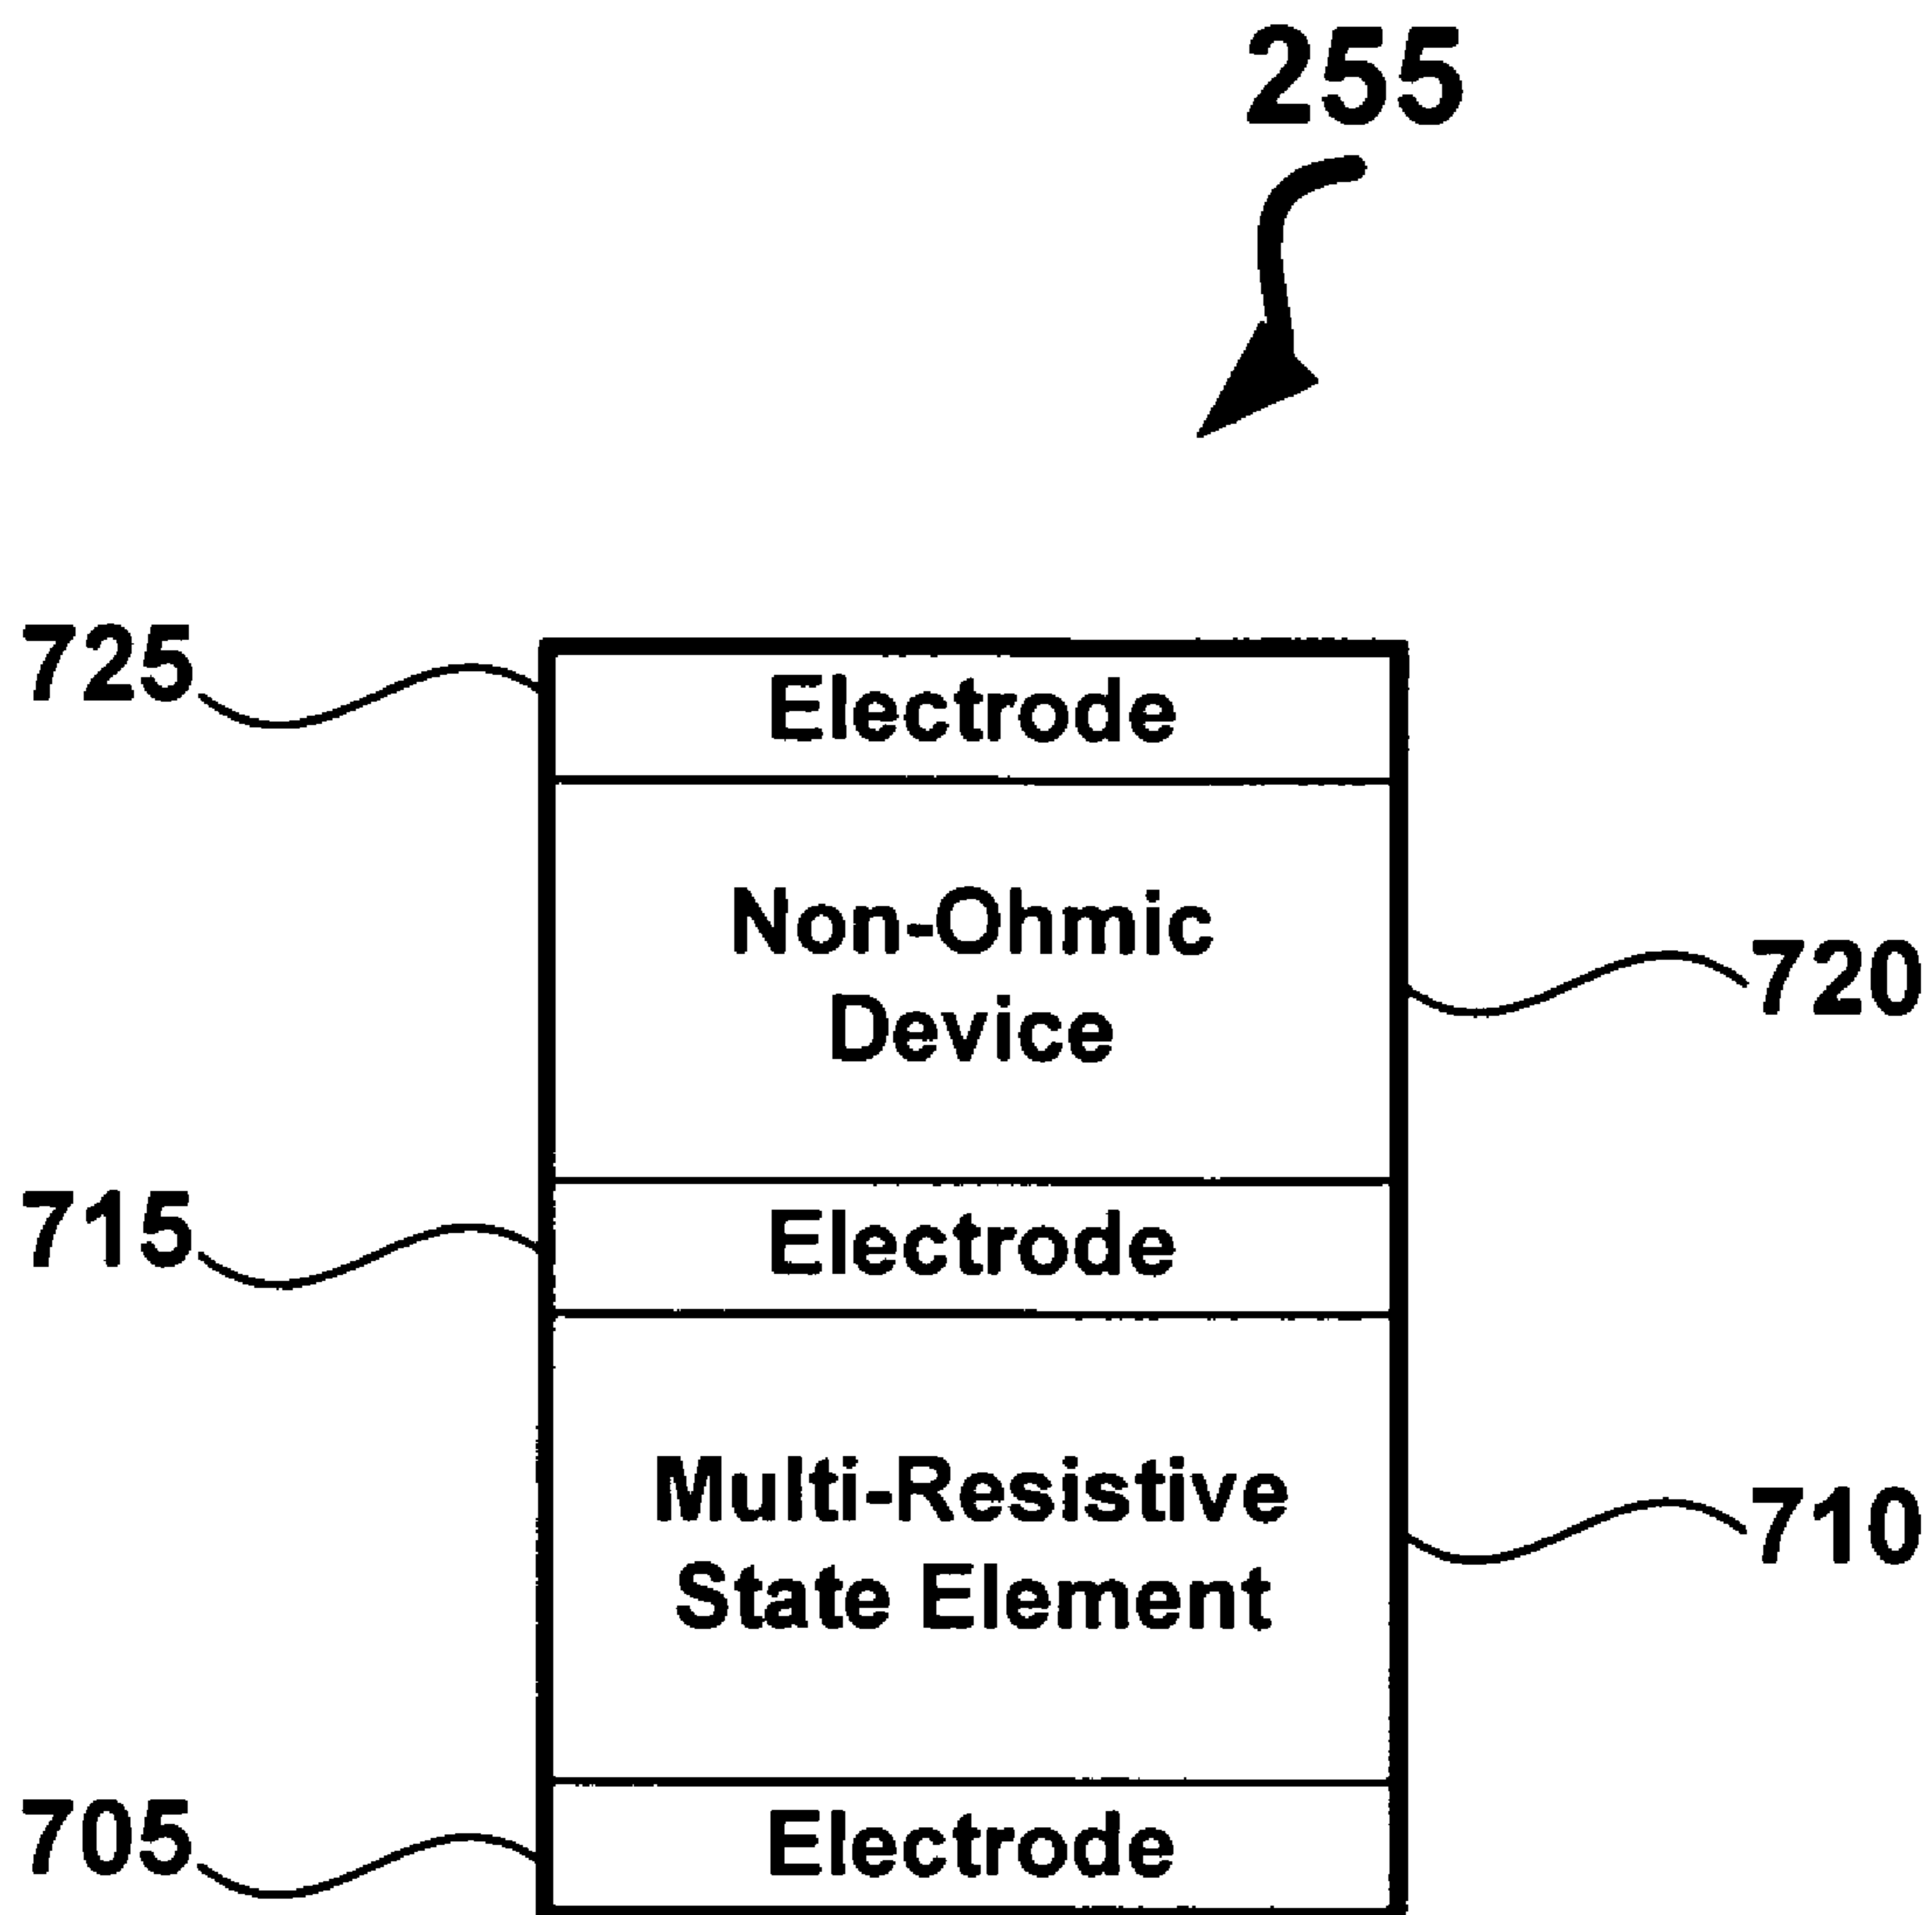 255
725
Electrode
Non-Ohmic
Device
720
715
Electrode
Multi-Resistive
State Element
710
705
Electrode